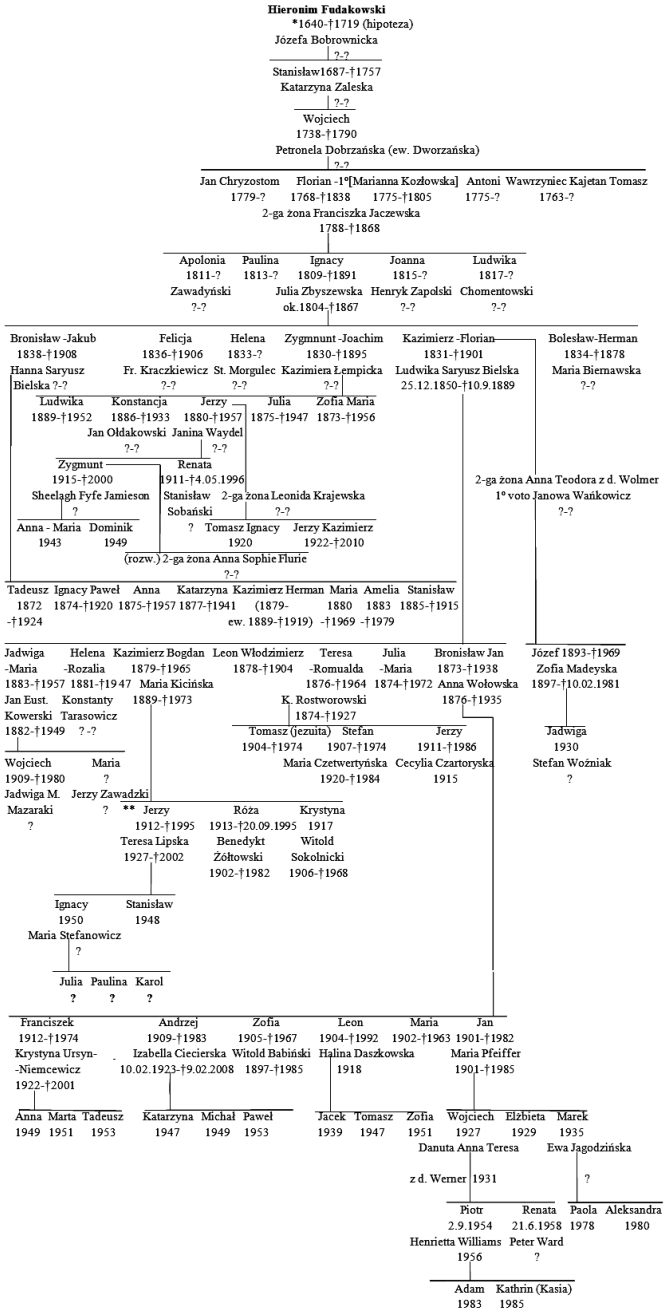 Hieronim Fudakowski
*1640-†1719 (hipoteza)
Józefa Bobrownicka
?-?
Stanisław1687-†1757
Katarzyna Zaleska
?-?
Wojciech
1738-†1790
Petronela Dobrzańska (ew. Dworzańska)
?-?
Jan Chryzostom Florian -1°[Marianna Kozłowska] Antoni Wawrzyniec Kajetan Tomasz
1779-? 1768-†1838 1775-†1805 1775-? 1763-?
2-ga żona Franciszka Jaczewska
1788-†1868
Apolonia Paulina Ignacy Joanna Ludwika
1811-? 1813-? 1809-†1891 1815-? 1817-?
Zawadyński Julia Zbyszewska Henryk Zapolski Chomentowski
?-? ok.1804-†1867 ?-? ?-?
Bronisław -Jakub Felicja Helena Zygmunt -Joachim Kazimierz -Florian Bolesław-Herman
1838-†1908 1836-†1906 1833-? 1830-†1895 1831-†1901 1834-†1878
Hanna Saryusz Fr. Kraczkiewicz St. Morgulec Kazimiera Łempicka Ludwika Saryusz Bielska Maria Biernawska
Bielska ?-? ?-? ?-? ?-? 25.12.1850-†10.9.1889 ?-?
Ludwika Konstancja Jerzy Julia Zofia Maria
1889-†1952 1886-†1933 1880-†1957 1875-†1947 1873-†1956
Jan Ołdakowski Janina Waydel
?-? ?-?
Zygmunt Renata
1915-†2000 1911-†4.05.1996 2-ga żona Anna Teodora z d. Wolmer
Sheelagh Fyfe Jamieson Stanisław 2-ga żona Leonida Krajewska 1° voto Janowa Wańkowicz
? Sobański ?-? ?-?
Anna - Maria Dominik ? Tomasz Ignacy Jerzy Kazimierz
1943 1949 1920 1922-†2010
(rozw.) 2-ga żona Anna Sophie Flurie
?-?
Tadeusz Ignacy Paweł Anna Katarzyna Kazimierz Herman Maria Amelia Stanisław
1872 1874-†1920 1875-†1957 1877-†1941 (1879- 1880 1883 1885-†1915
-†1924 ew. 1889-†1919) -†1969 -†1979
Jadwiga Helena Kazimierz Bogdan Leon Włodzimierz Teresa Julia Bronisław Jan Józef 1893-†1969
-Maria -Rozalia 1879-†1965 1878-†1904 -Romualda -Maria 1873-†1938 Zofia Madeyska
1883-†1957 1881-†1947 Maria Kicińska 1876-†1964 1874-†1972 Anna Wołowska 1897-†10.02.1981
Jan Eust. Konstanty 1889-†1973 K. Rostworowski 1876-†1935
Kowerski Tarasowicz 1874-†1927
1882-†1949 ?-? Tomasz (jezuita) Stefan Jerzy Jadwiga
1904-†1974 1907-†1974 1911-†1986 1930
Wojciech Maria Maria Czetwertyńska Cecylia Czartoryska Stefan Woźniak
1909-†1980 ? 1920-†1984 1915 ?
Jadwiga M. Jerzy Zawadzki
Mazaraki ? ** Jerzy Róża Krystyna
? 1912-†1995 1913-†20.09.1995 1917
Teresa Lipska Benedykt Witold
1927-†2002 Żółtowski Sokolnicki
1902-†1982 1906-†1968
Ignacy Stanisław
1950 1948
Maria Stefanowicz
?
Julia Paulina Karol
? ? ?
Franciszek Andrzej Zofia Leon Maria Jan
1912-†1974 1909-†1983 1905-†1967 1904-†1992 1902-†1963 1901-†1982
Krystyna Ursyn- Izabella Ciecierska Witold Babiński Halina Daszkowska Maria Pfeiffer
-Niemcewicz 10.02.1923-†9.02.2008 1897-†1985 1918 1901-†1985
1922-†2001
Anna Marta Tadeusz Katarzyna Michał Paweł Jacek Tomasz Zofia Wojciech Elżbieta Marek
1949 1951 1953 1947 1949 1953 1939 1947 1951 1927 1929 1935
Danuta Anna Teresa Ewa Jagodzińska
z d. Werner 1931 ?
Piotr Renata Paola Aleksandra
2.9.1954 21.6.1958 1978 1980
Henrietta Williams Peter Ward
1956 ?
Adam Kathrin (Kasia)
1983 1985